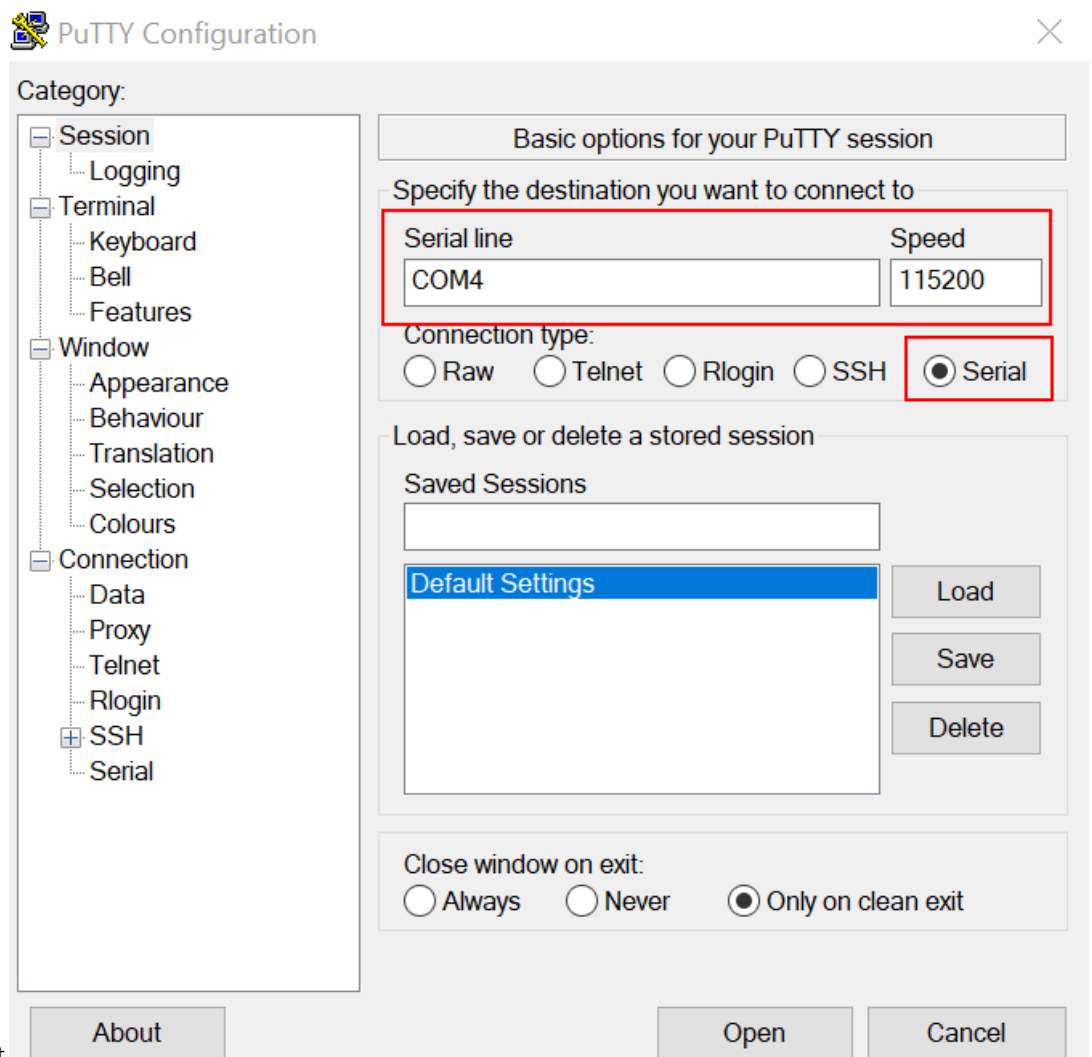 PuTTY Configuration
Category:
Session
Logging
Terminal
Keyboard
Bell
Features
Window
Appearance
Behaviour
Translation
Selection
Colours
Connection
Data
Proxy
Telnet
Rlogin
SSH
Serial
Basic options for your PuTTY session
Specify the destination you want to connect to
Serial line Speed
COM4 115200
Connection type:
Raw Telnet Rlogin SSH Serial
Load, save or delete a stored session
Saved Sessions
Default Settings
Load
Save
Delete
Close window on exit:
Always Never Only on clean exit
About Open Cancel